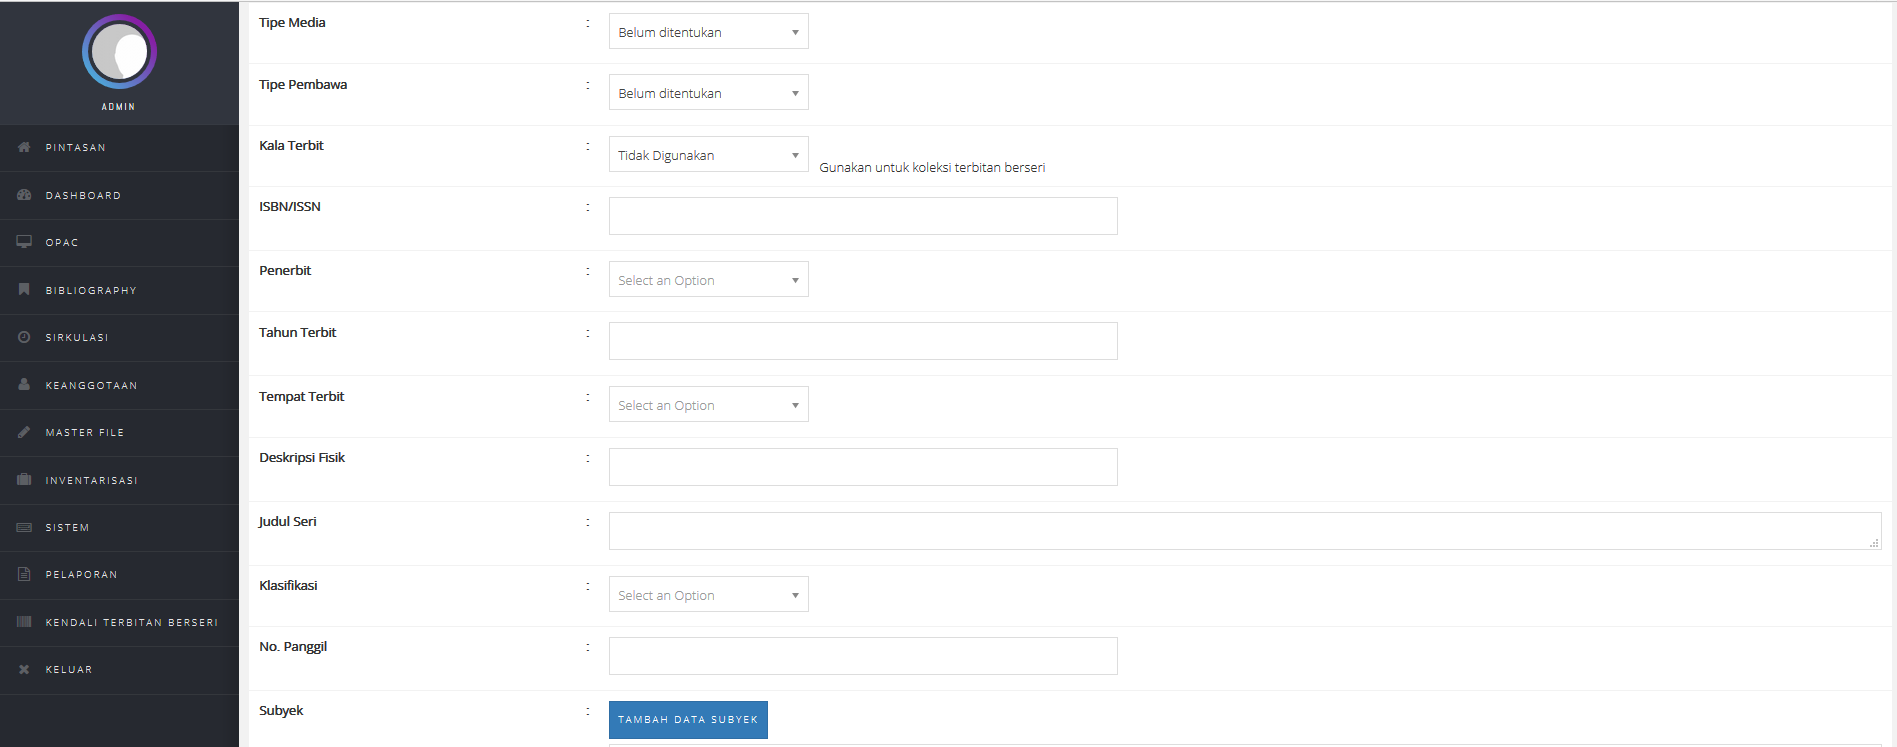 ADMIN
PINTASAN
DASHBOARD
OPAC
BIBLIOGRAPHY
SIRKULASI
KEANGGOTAAN
MASTER FILE
INVENTARISASI
SISTEM
PELAPORAN
KENDALI TERBITAN BERSERI
KELUAR
Tipe Media : Belum ditentukan
Tipe Pembawa : Belum ditentukan
Kala Terbit : Tidak Digunakan Gunakan untuk koleksi terbitan berseri
ISBN/ISSN :
Penerbit : Select an Option
Tahun Terbit :
Tempat Terbit : Select an Option
Deskripsi Fisik :
Judul Seri :
Klasifikasi : Select an Option
No. Panggil :
Subyek : TAMBAH DATA SUBYEK